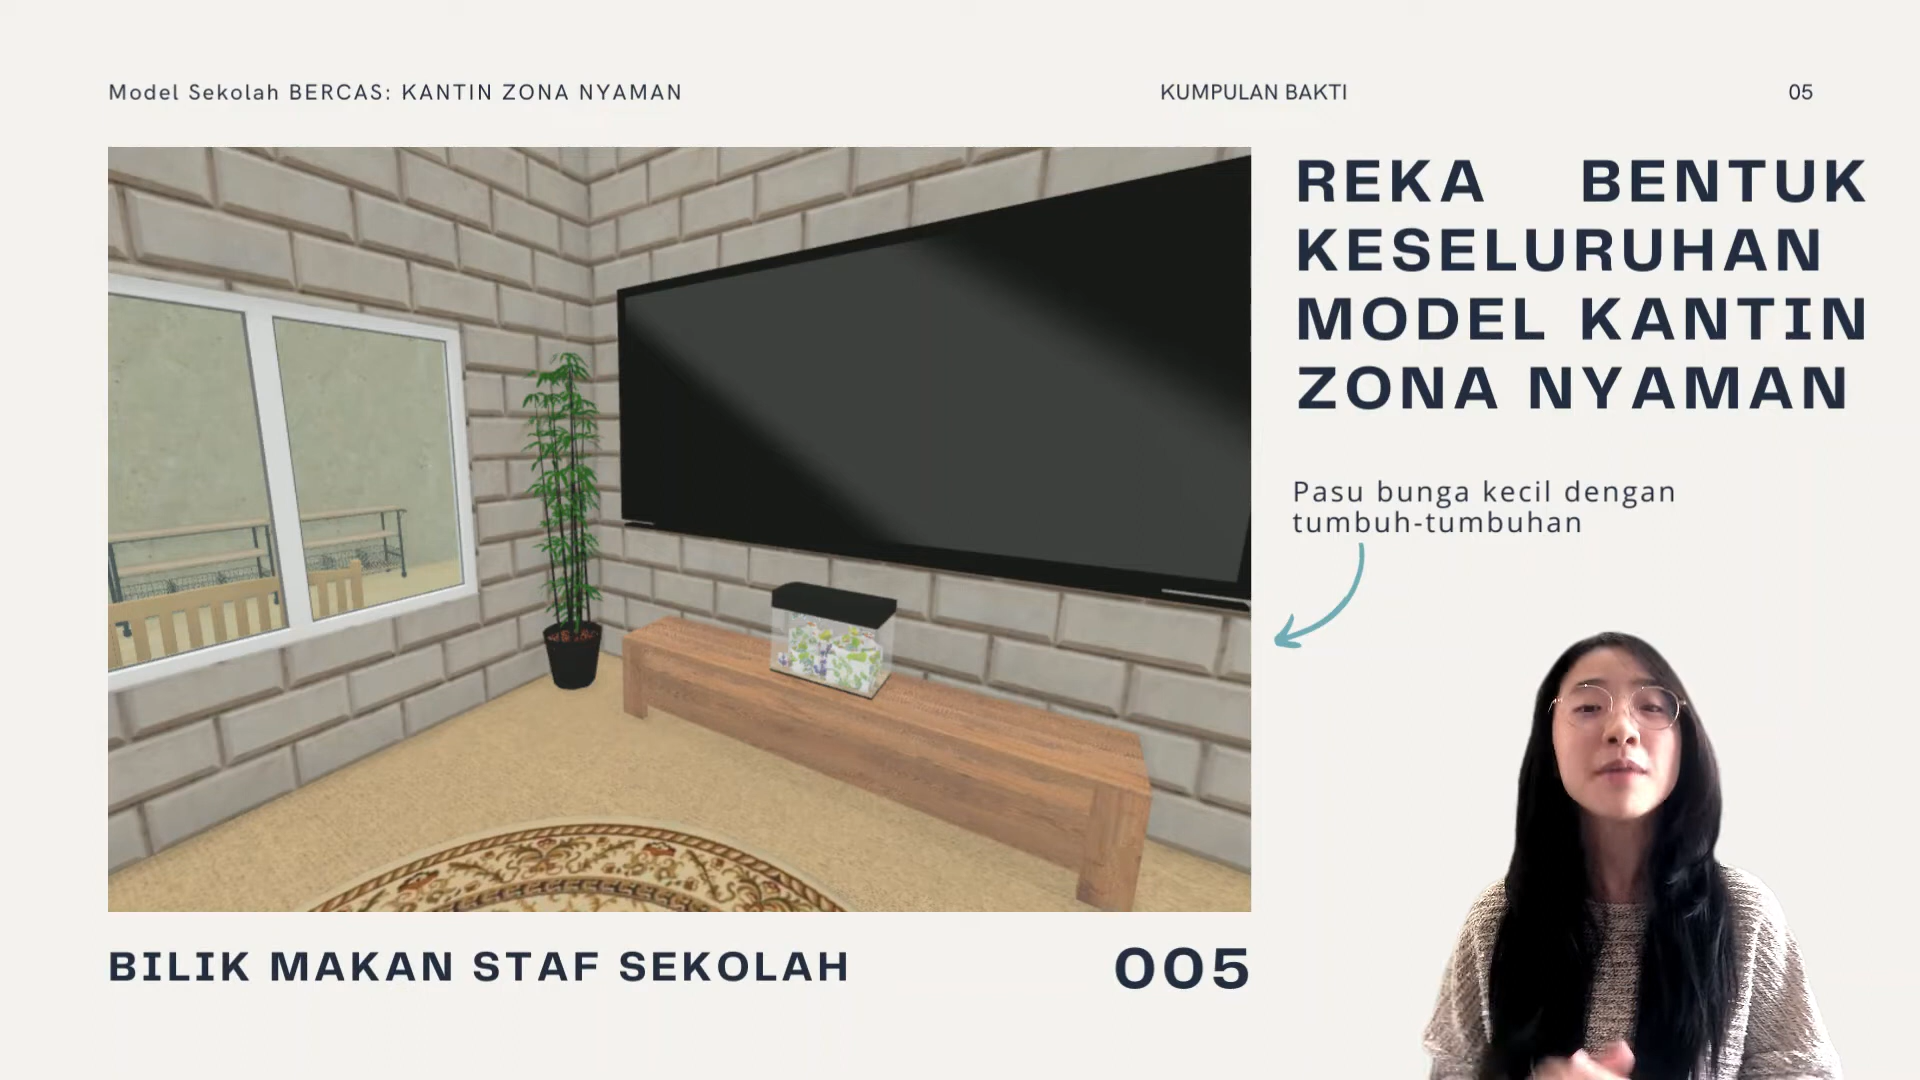 Model Sekolah BERCAS: KANTIN ZONA NYAMAN
KUMPULAN BAKTI
05
REKA BENTUK
KESELURUHAN
MODEL KANTIN
ZONA NYAMAN
Pasu bunga kecil dengan
tumbuh-tumbuhan
BILIK MAKAN STAF SEKOLAH
005